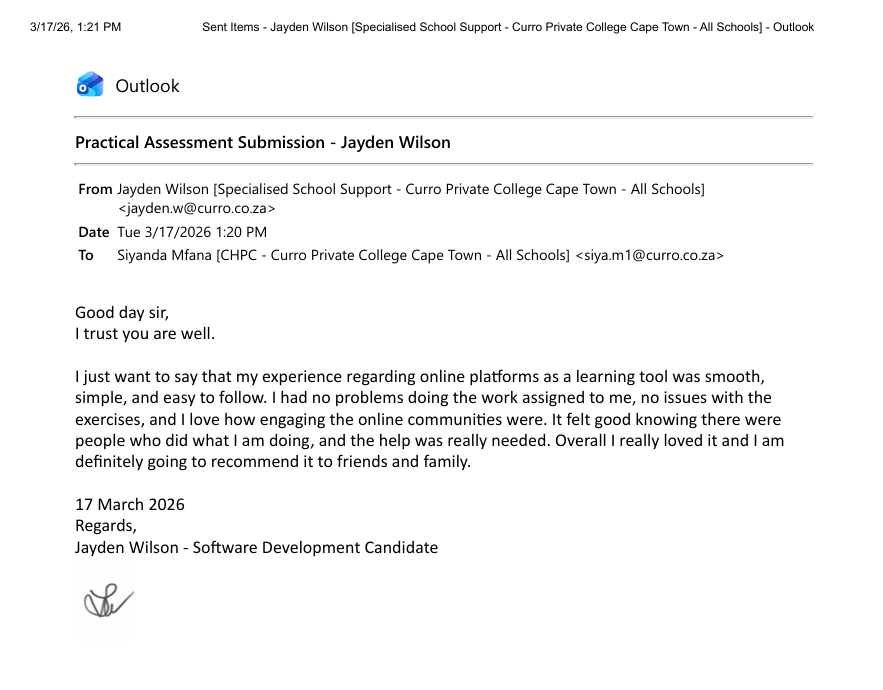 3/17/26, 1:21 PM Sent Items - Jayden Wilson [Specialised School Support - Curro Private College Cape Town - All Schools] - Outlook
Outlook
Practical Assessment Submission - Jayden Wilson
From Jayden Wilson [Specialised School Support - Curro Private College Cape Town - All Schools]
<jayden.w@curro.co.za>
Date Tue 3/17/2026 1:20 PM
To Siyanda Mfana [CHPC - Curro Private College Cape Town - All Schools] <siya.m1@curro.co.za>
Good day sir,
I trust you are well.
I just want to say that my experience regarding online platforms as a learning tool was smooth,
simple, and easy to follow. I had no problems doing the work assigned to me, no issues with the
exercises, and I love how engaging the online communities were. It felt good knowing there were
people who did what I am doing, and the help was really needed. Overall I really loved it and I am
definitely going to recommend it to friends and family.
17 March 2026
Regards,
Jayden Wilson - Software Development Candidate